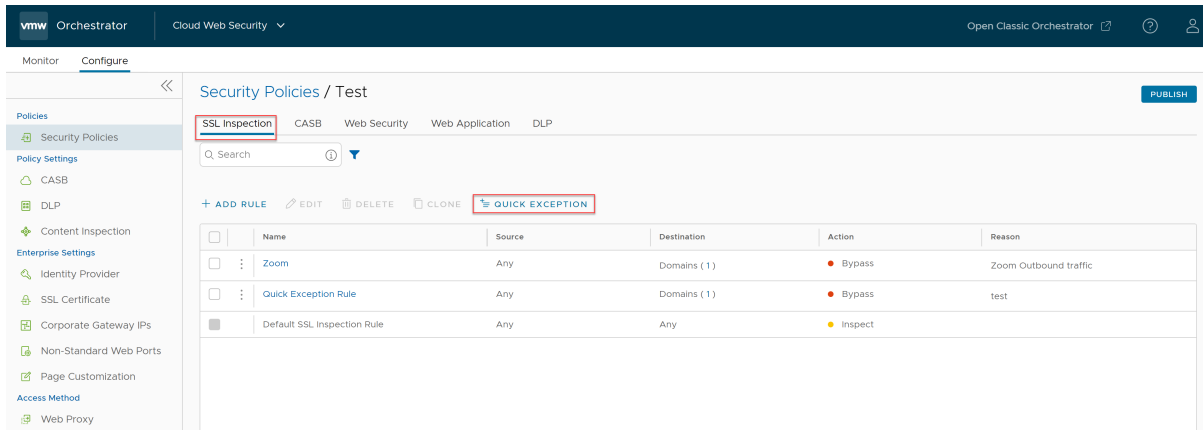 vmw Orchestrator Cloud Web Security Open Classic Orchestrator
Monitor Configure
Security Policies / Test PUBLISH
Policies
Security Policies
Policy Settings
CASB
DLP
Content Inspection
Enterprise Settings
Identity Provider
SSL Certificate
Corporate Gateway IPs
Non-Standard Web Ports
Page Customization
Access Method
Web Proxy
SSL Inspection CASB Web Security Web Application DLP
Search
+ ADD RULE EDIT DELETE CLONE QUICK EXCEPTION
Name Source Destination Action Reason
Zoom Any Domains ( 1 ) Bypass Zoom Outbound traffic
Quick Exception Rule Any Domains ( 1 ) Bypass test
Default SSL Inspection Rule Any Any Inspect